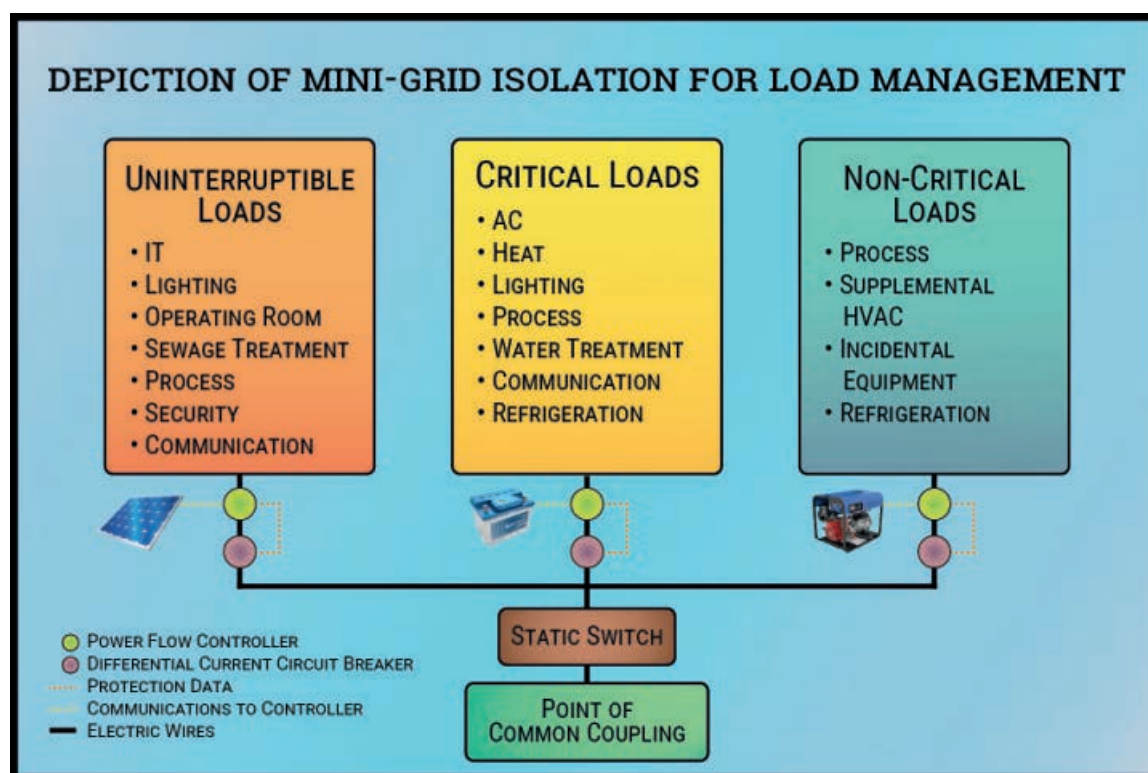 DEPICTION OF MINI-GRID ISOLATION FOR LOAD MANAGEMENT
UNINTERRUPTIBLE
LOADS
• IT
• LIGHTING
• OPERATING ROOM
• SEWAGE TREATMENT
• PROCESS
• SECURITY
• COMMUNICATION
CRITICAL LOADS
• AC
• HEAT
• LIGHTING
• PROCESS
• WATER TREATMENT
• COMMUNICATION
• REFRIGERATION
NON-CRITICAL
LOADS
• PROCESS
• SUPPLEMENTAL
HVAC
• INCIDENTAL
EQUIPMENT
• REFRIGERATION
STATIC SWITCH
POINT OF
COMMON COUPLING
POWER FLOW CONTROLLER
DIFFERENTIAL CURRENT CIRCUIT BREAKER
PROTECTION DATA
COMMUNICATIONS TO CONTROLLER
ELECTRIC WIRES